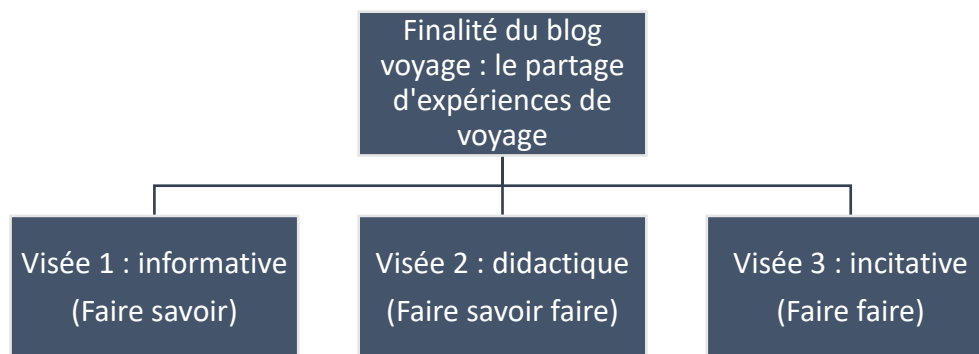 Finalité du blog
voyage : le partage
d'expériences de
voyage
Visée 1 : informative
(Faire savoir)
Visée 2 : didactique
(Faire savoir faire)
Visée 3 : incitative
(Faire faire)